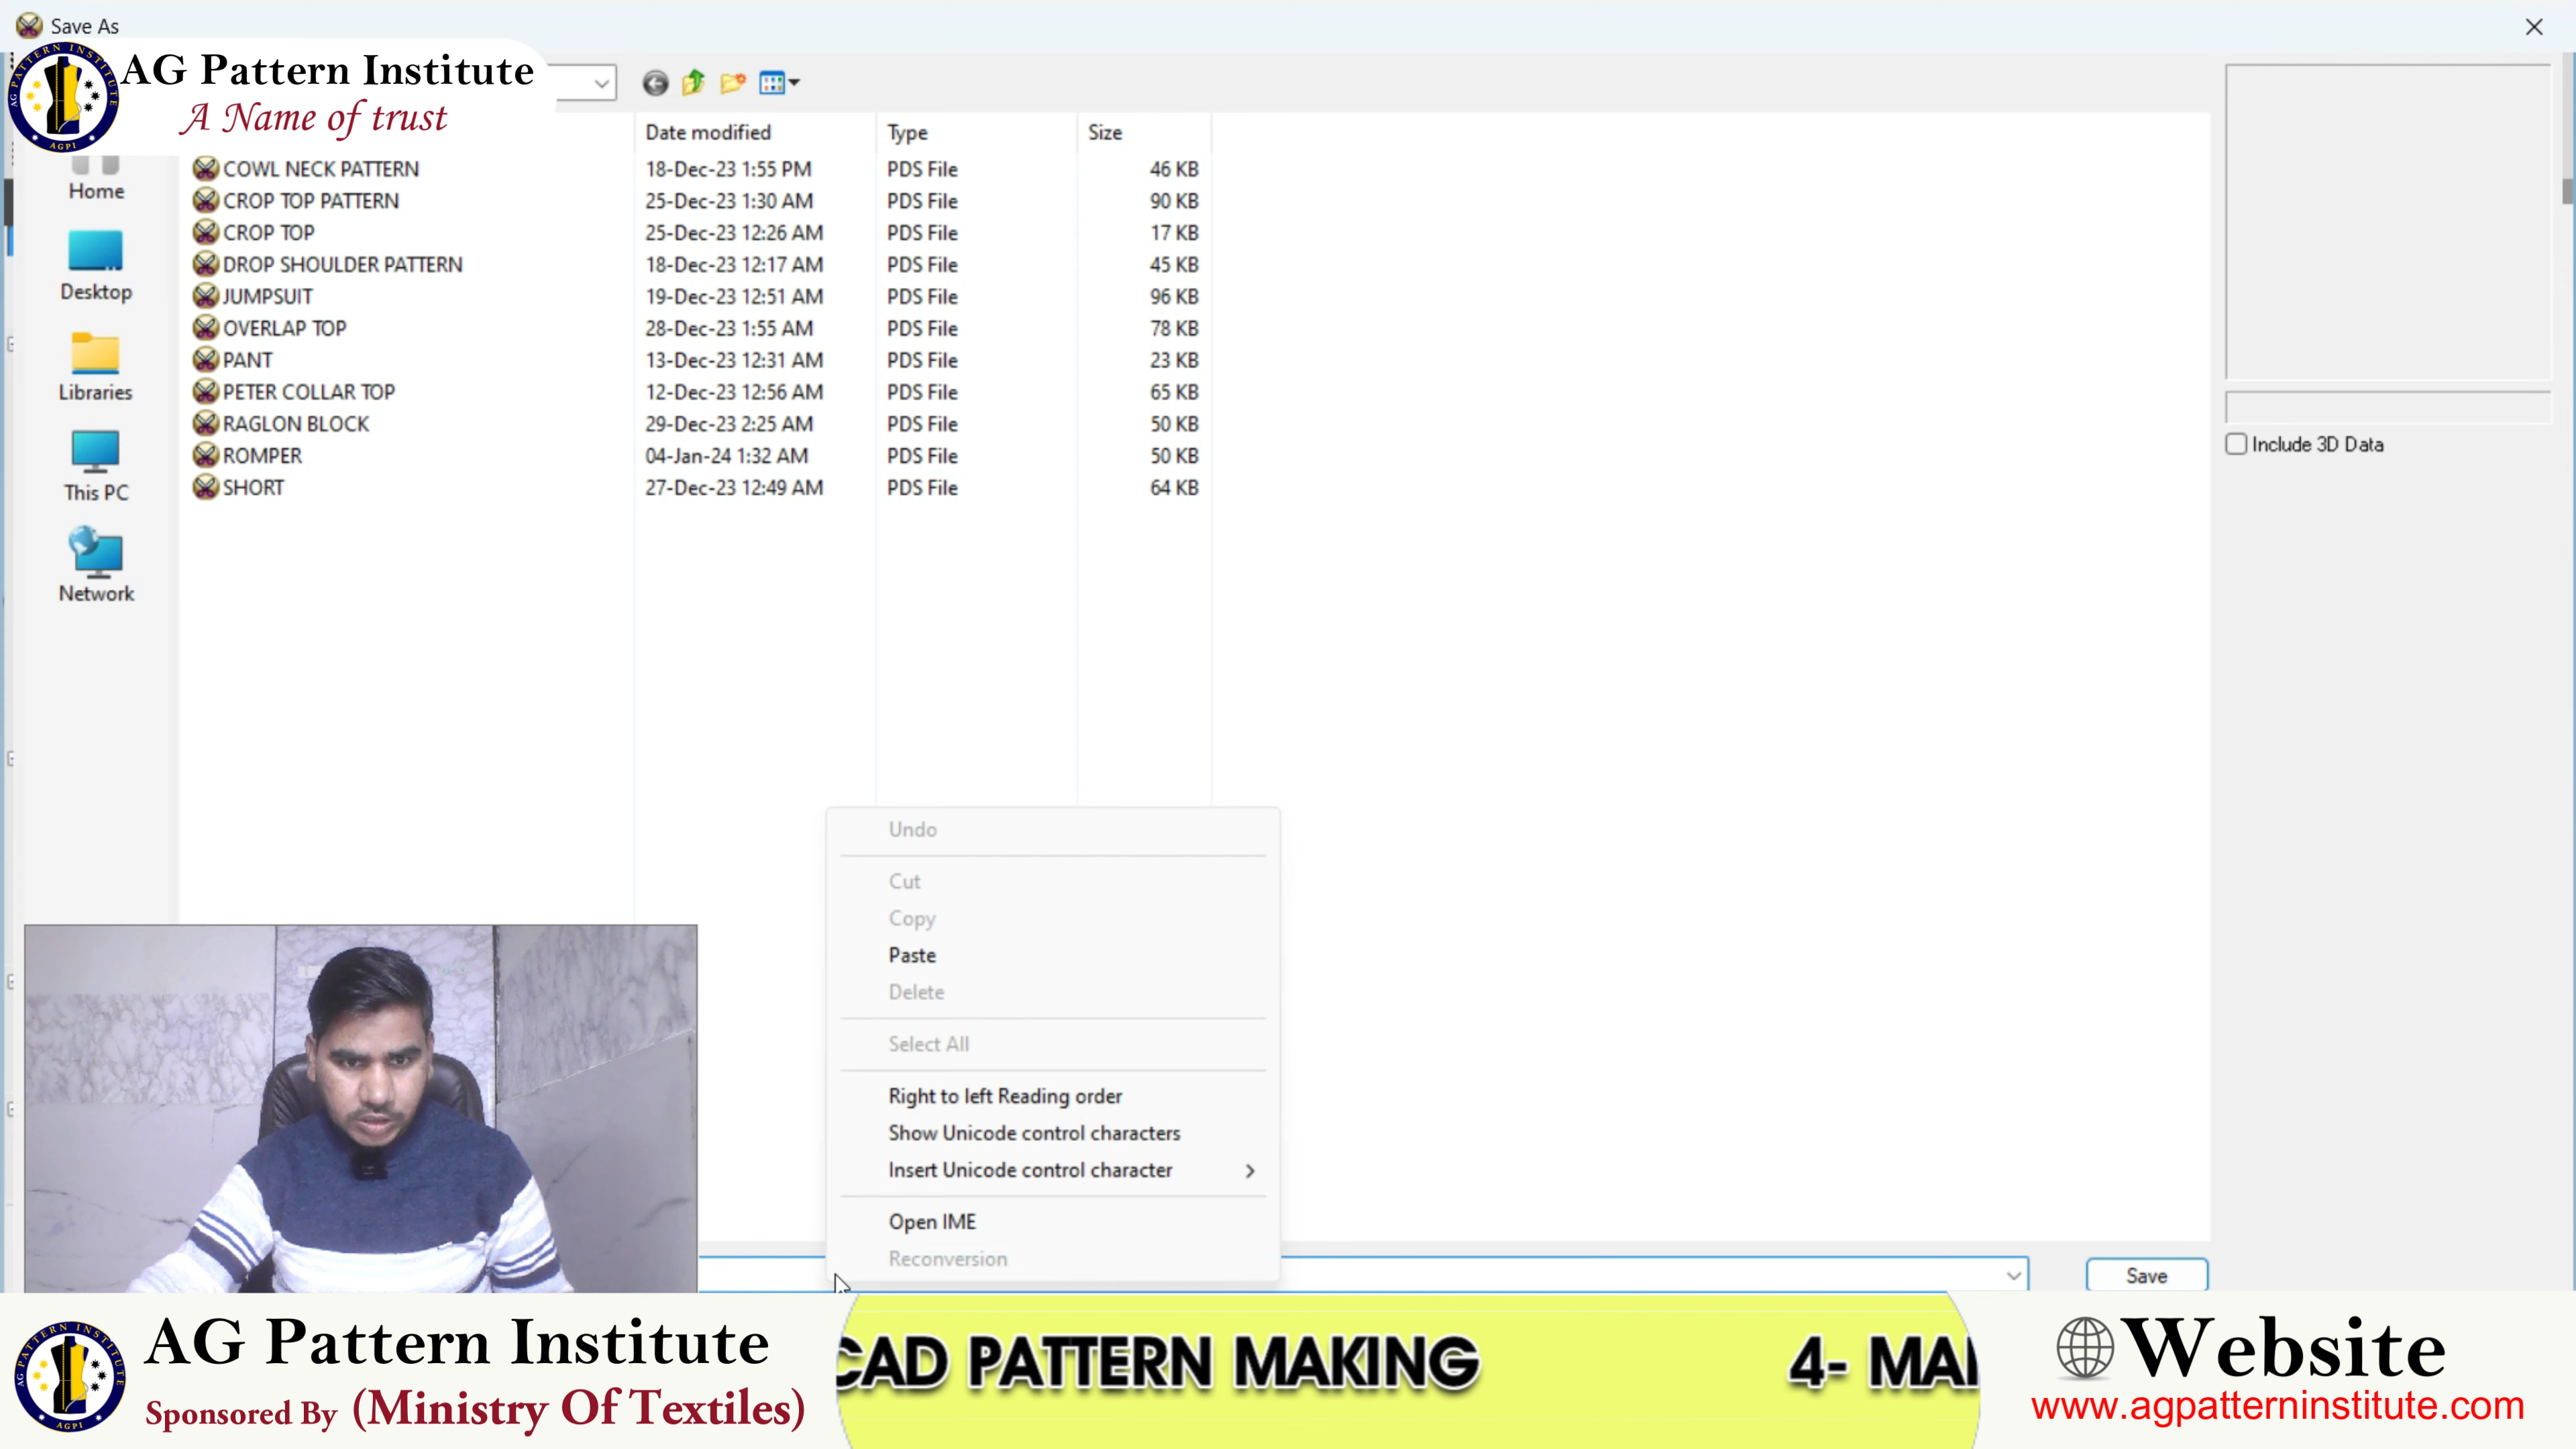 Save As
AG Pattern Institute
A Name of trust
Date modified Type Size
COWL NECK PATTERN 18-Dec-23 1:55 PM PDS File 46 KB
CROP TOP PATTERN 25-Dec-23 1:30 AM PDS File 90 KB
CROP TOP 25-Dec-23 12:26 AM PDS File 17 KB
DROP SHOULDER PATTERN 18-Dec-23 12:17 AM PDS File 45 KB
JUMPSUIT 19-Dec-23 12:51 AM PDS File 96 KB
OVERLAP TOP 28-Dec-23 1:55 AM PDS File 78 KB
PANT 13-Dec-23 12:31 AM PDS File 23 KB
PETER COLLAR TOP 12-Dec-23 12:56 AM PDS File 65 KB
RAGLON BLOCK 29-Dec-23 2:25 AM PDS File 50 KB
ROMPER 04-Jan-24 1:32 AM PDS File 50 KB
SHORT 27-Dec-23 12:49 AM PDS File 64 KB
Home
Desktop
Libraries
This PC
Network
Include 3D Data
Undo
Cut
Copy
Paste
Delete
Select All
Right to left Reading order
Show Unicode control characters
Insert Unicode control character
Open IME
Reconversion
Save
AG PATTERN INSTITUTE
AGPI
AG Pattern Institute
Sponsored By (Ministry Of Textiles)
CAD PATTERN MAKING 4- MAI
Website
www.agpatterninstitute.com